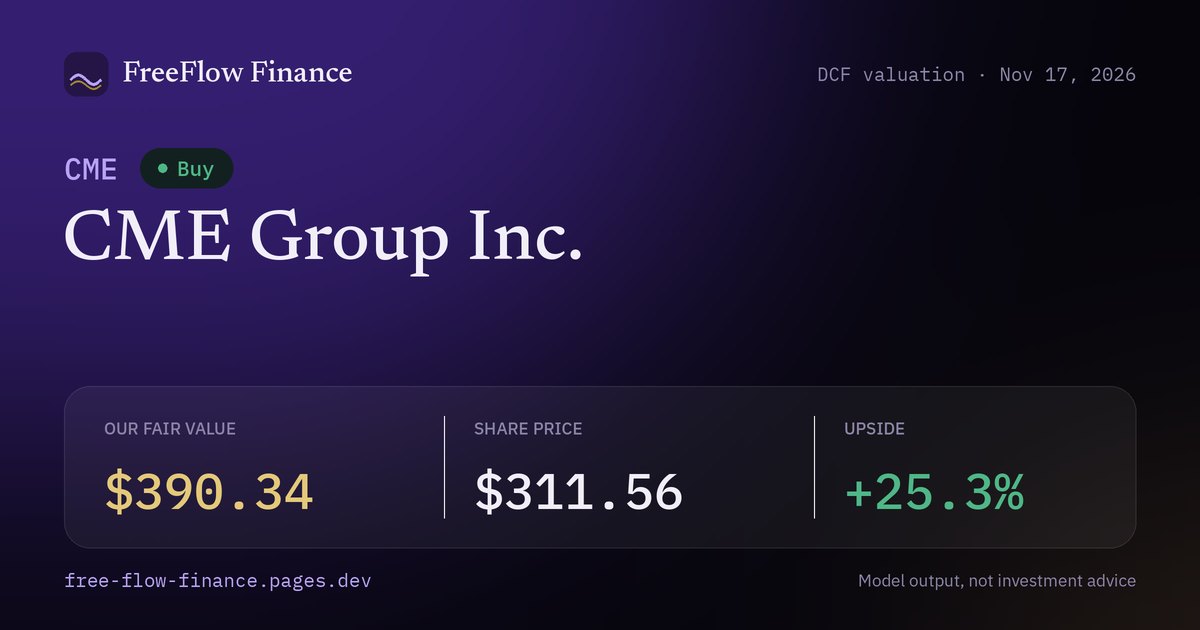 FreeFlow Finance
DCF valuation · Nov 17, 2026
CME
Buy
CME Group Inc.
OUR FAIR VALUE
$390.34
SHARE PRICE
$311.56
UPSIDE
+25.3%
free-flow-finance.pages.dev
Model output, not investment advice